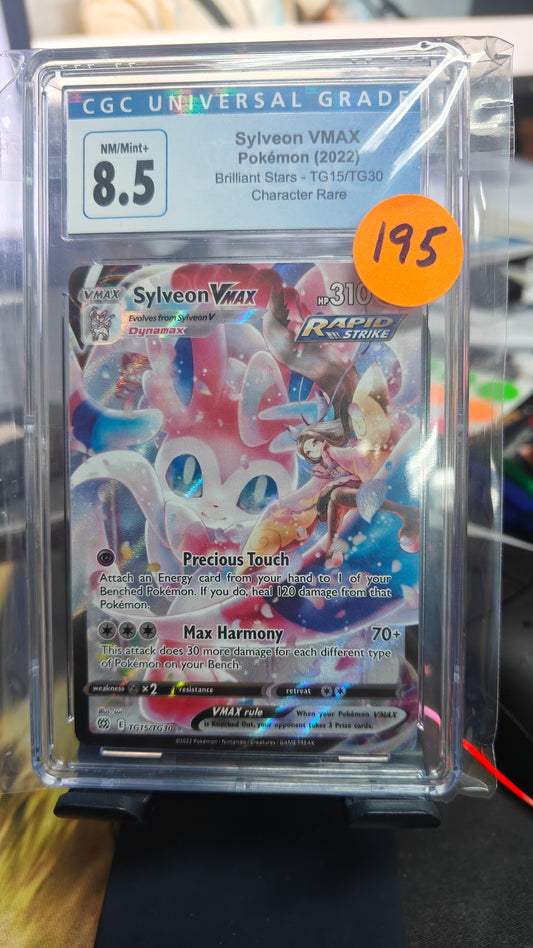 CGC UNIVERSAL GRADE
NM/Mint+
8.5
Sylveon VMAX
Pokémon (2022)
Brilliant Stars - TG15/TG30
Character Rare
195
VMAX
Sylveon VMAX
HP 310
Evolves from Sylveon V
Dynamax
RAPID
STRIKE
Precious Touch
Attach an Energy card from your hand to 1 of your
Benched Pokémon. If you do, heal 120 damage from that
Pokémon.
Max Harmony 70+
This attack does 30 more damage for each different type
of Pokémon on your Bench.
weakness ×2 resistance retreat
VMAX rule When your Pokémon VMAX
is Knocked Out, your opponent takes 3 Prize cards.
Illus.
E TG15/TG30
©2022 Pokémon / Nintendo / Creatures / GAME FREAK